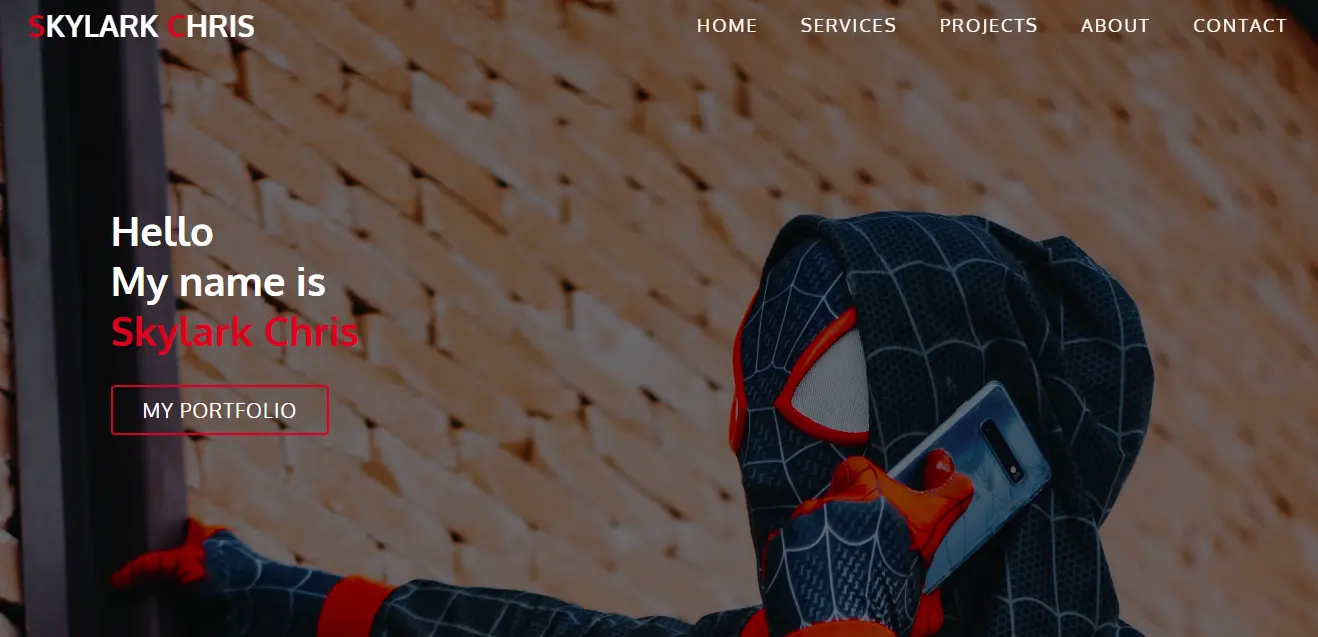 SKYLARK CHRIS
HOME SERVICES PROJECTS ABOUT CONTACT
Hello
My name is
Skylark Chris
MY PORTFOLIO